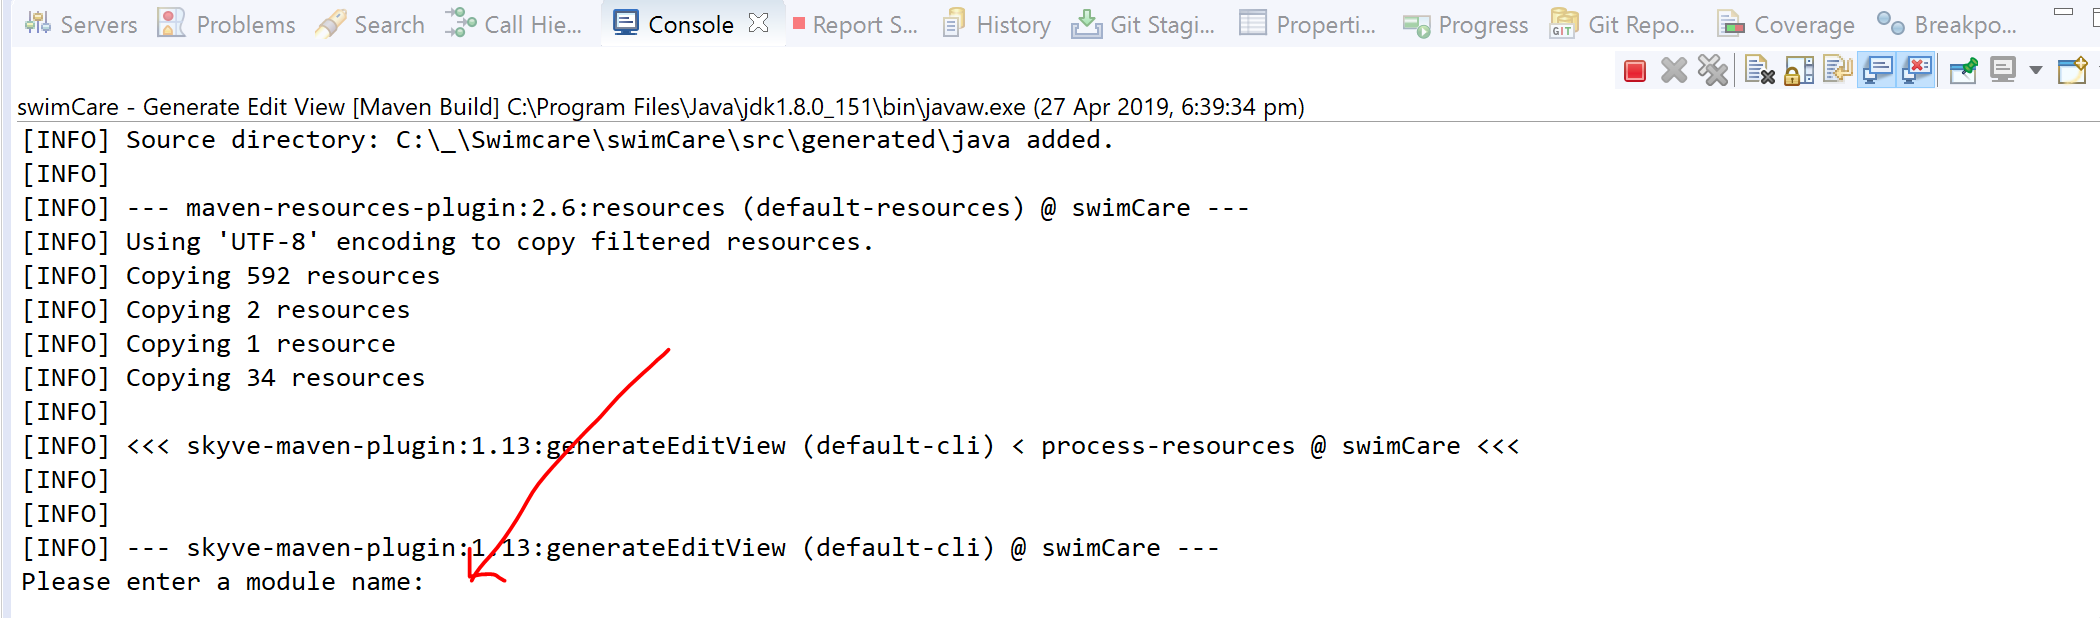 Servers Problems Search Call Hie... Console Report S... History Git Stagi... Properti... Progress Git Repo... Coverage Breakpo...
swimCare - Generate Edit View [Maven Build] C:\Program Files\Java\jdk1.8.0_151\bin\javaw.exe (27 Apr 2019, 6:39:34 pm)
[INFO] Source directory: C:\_\Swimcare\swimCare\src\generated\java added.
[INFO]
[INFO] --- maven-resources-plugin:2.6:resources (default-resources) @ swimCare ---
[INFO] Using 'UTF-8' encoding to copy filtered resources.
[INFO] Copying 592 resources
[INFO] Copying 2 resources
[INFO] Copying 1 resource
[INFO] Copying 34 resources
[INFO]
[INFO] <<< skyve-maven-plugin:1.13:generateEditView (default-cli) < process-resources @ swimCare <<<
[INFO]
[INFO]
[INFO] --- skyve-maven-plugin:1.13:generateEditView (default-cli) @ swimCare ---
Please enter a module name: